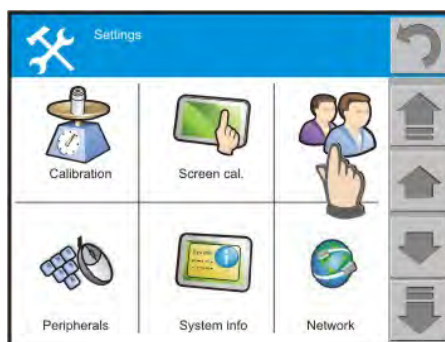 Settings
Calibration
Screen cal.
Peripherals
System info
Network